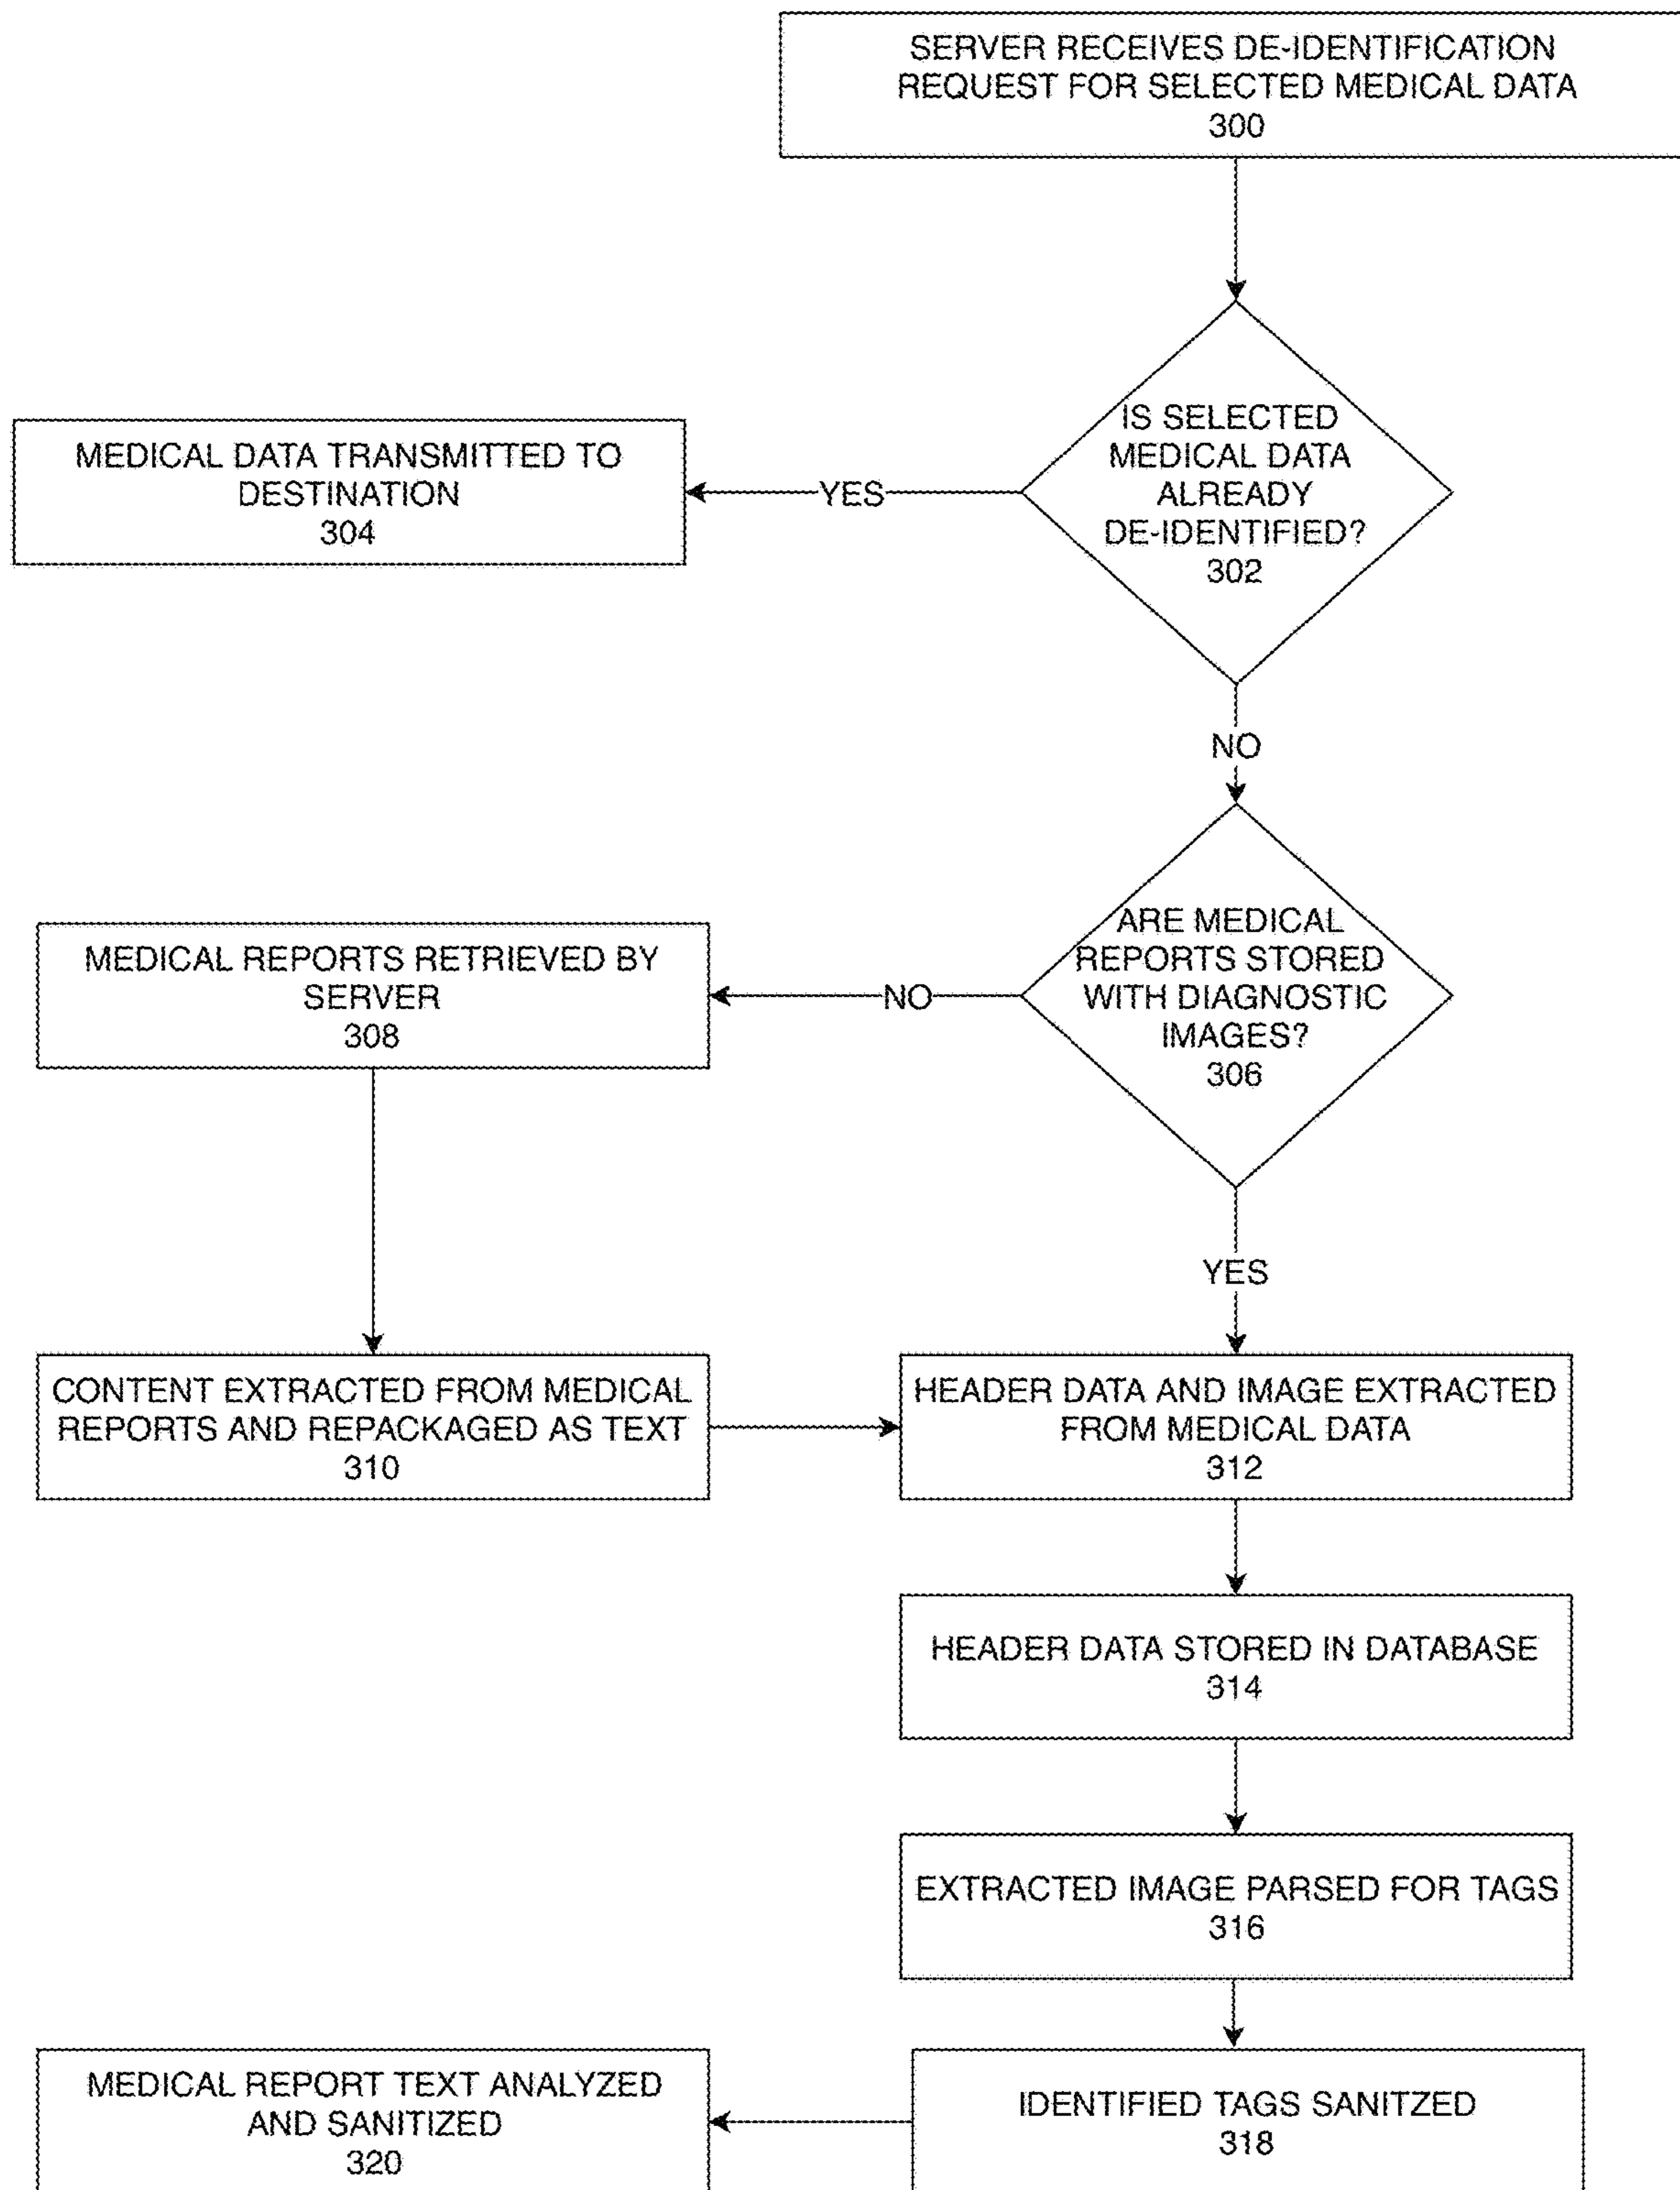 SERVER RECEIVES DE-IDENTIFICATION
REQUEST FOR SELECTED MEDICAL DATA
300
IS SELECTED
MEDICAL DATA
ALREADY
DE-IDENTIFIED?
302
YES
MEDICAL DATA TRANSMITTED TO
DESTINATION
304
NO
ARE MEDICAL
REPORTS STORED
WITH DIAGNOSTIC
IMAGES?
306
NO
MEDICAL REPORTS RETRIEVED BY
SERVER
308
YES
CONTENT EXTRACTED FROM MEDICAL
REPORTS AND REPACKAGED AS TEXT
310
HEADER DATA AND IMAGE EXTRACTED
FROM MEDICAL DATA
312
HEADER DATA STORED IN DATABASE
314
EXTRACTED IMAGE PARSED FOR TAGS
316
IDENTIFIED TAGS SANITZED
318
MEDICAL REPORT TEXT ANALYZED
AND SANITIZED
320